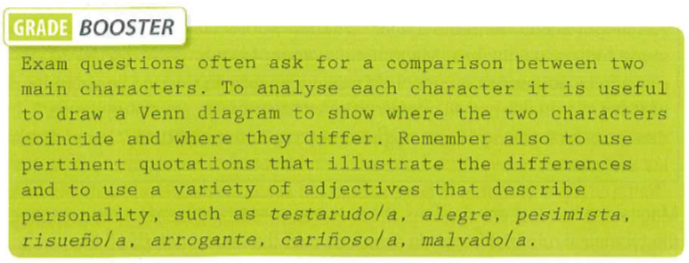 GRADE BOOSTER
Exam questions often ask for a comparison between two
main characters. To analyse each character it is useful
to draw a Venn diagram to show where the two characters
coincide and where they differ. Remember also to use
pertinent quotations that illustrate the differences
and to use a variety of adjectives that describe
personality, such as testarudo/a, alegre, pesimista,
risueño/a, arrogante, cariñoso/a, malvado/a.